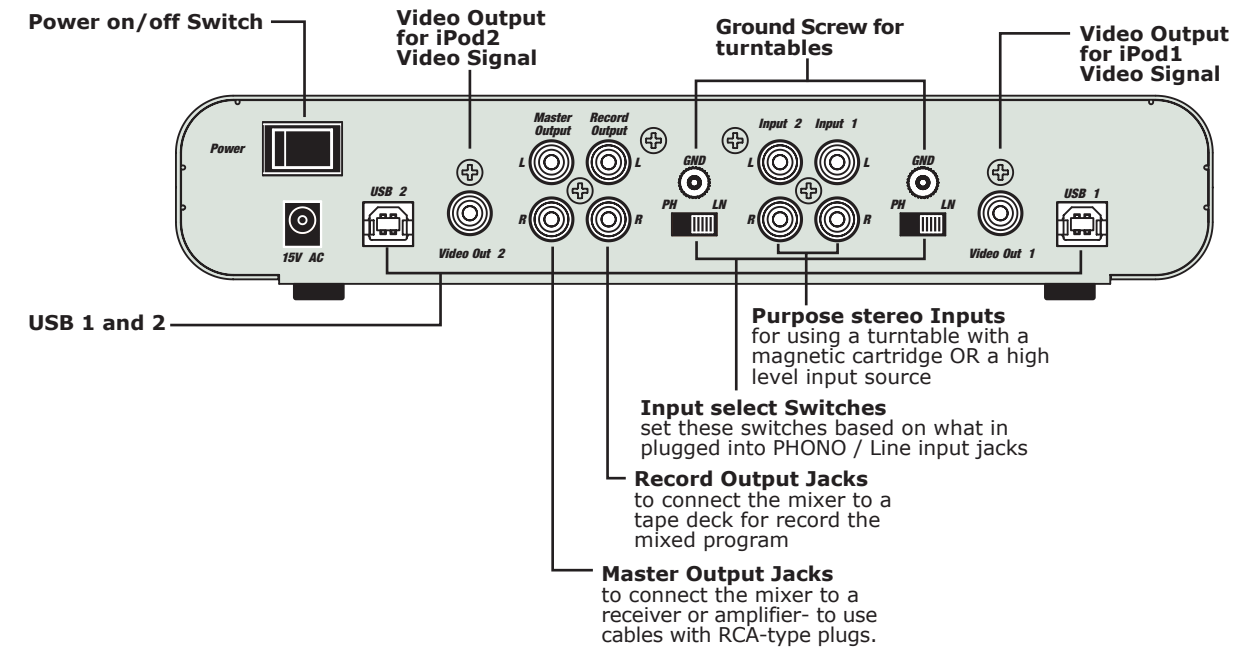 Power on/off Switch
Video Output
for iPod2
Video Signal
Ground Screw for
turntables
Video Output
for iPod1
Video Signal
Power
15V AC
USB 2
Video Out 2
Master
Output
Record
Output
L
L
R
R
GND
PH LN
Input 2
Input 1
L
L
R
R
GND
PH LN
Video Out 1
USB 1
USB 1 and 2
Purpose stereo Inputs
for using a turntable with a
magnetic cartridge OR a high
level input source
Input select Switches
set these switches based on what in
plugged into PHONO / Line input jacks
Record Output Jacks
to connect the mixer to a
tape deck for record the
mixed program
Master Output Jacks
to connect the mixer to a
receiver or amplifier- to use
cables with RCA-type plugs.